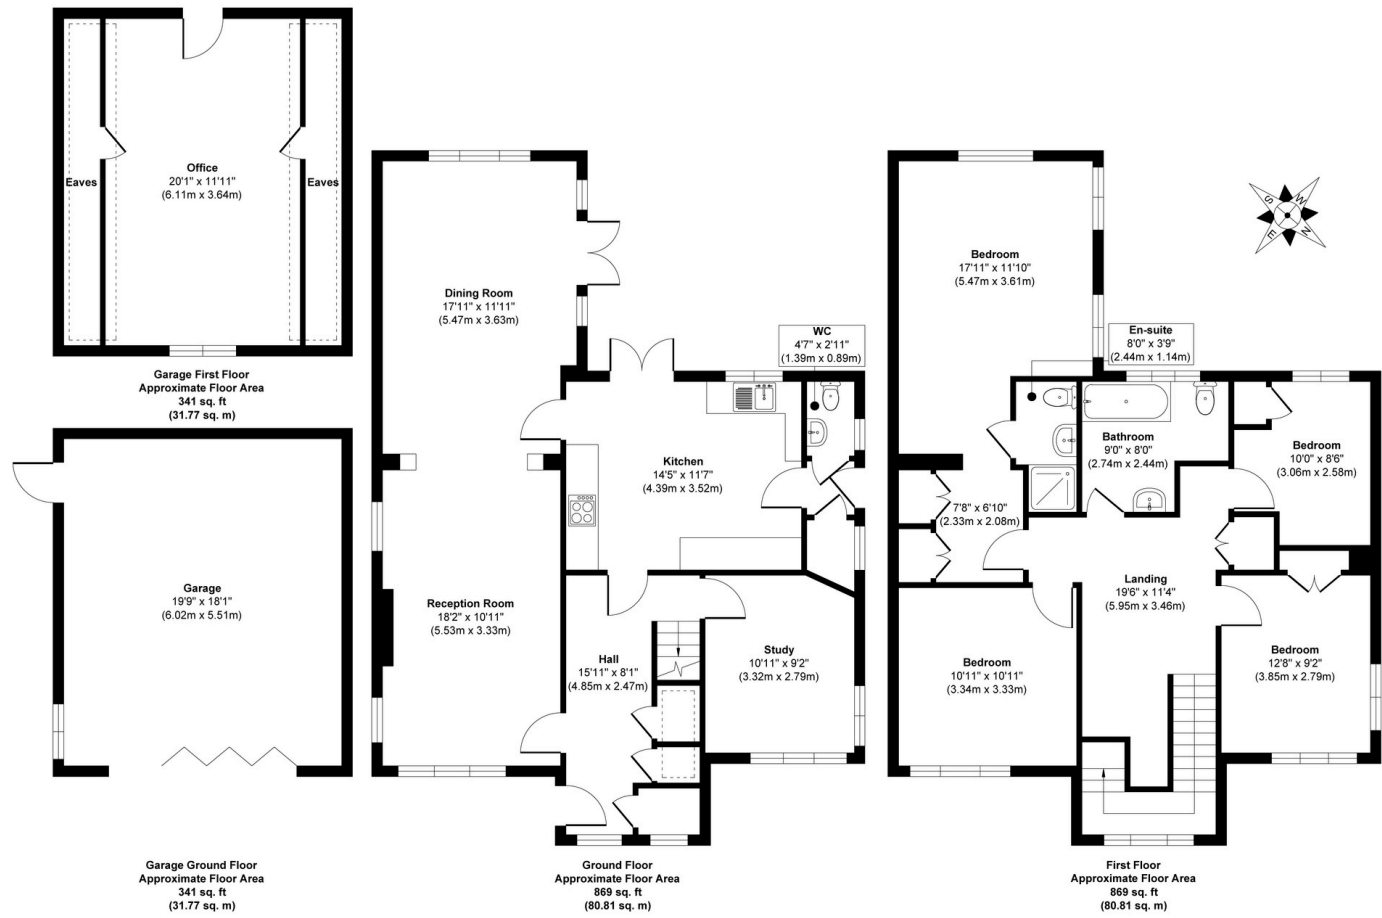 Eaves
Office
20'1" x 11'11"
(6.11m x 3.64m)
Eaves
Garage First Floor
Approximate Floor Area
341 sq. ft
(31.77 sq. m)
Garage
19'9" x 18'1"
(6.02m x 5.51m)
Garage Ground Floor
Approximate Floor Area
341 sq. ft
(31.77 sq. m)
Dining Room
17'11" x 11'11"
(5.47m x 3.63m)
WC
4'7" x 2'11"
(1.39m x 0.89m)
Kitchen
14'5" x 11'7"
(4.39m x 3.52m)
Reception Room
18'2" x 10'11"
(5.53m x 3.33m)
Hall
15'11" x 8'1"
(4.85m x 2.47m)
Study
10'11" x 9'2"
(3.32m x 2.79m)
Ground Floor
Approximate Floor Area
869 sq. ft
(80.81 sq. m)
Bedroom
17'11" x 11'10"
(5.47m x 3.61m)
En-suite
8'0" x 3'9"
(2.44m x 1.14m)
Bathroom
9'0" x 8'0"
(2.74m x 2.44m)
Bedroom
10'0" x 8'6"
(3.06m x 2.58m)
7'8" x 6'10"
(2.33m x 2.08m)
Landing
19'6" x 11'4"
(5.95m x 3.46m)
Bedroom
10'11" x 10'11"
(3.34m x 3.33m)
Bedroom
12'8" x 9'2"
(3.85m x 2.79m)
First Floor
Approximate Floor Area
869 sq. ft
(80.81 sq. m)
S
W
E
N